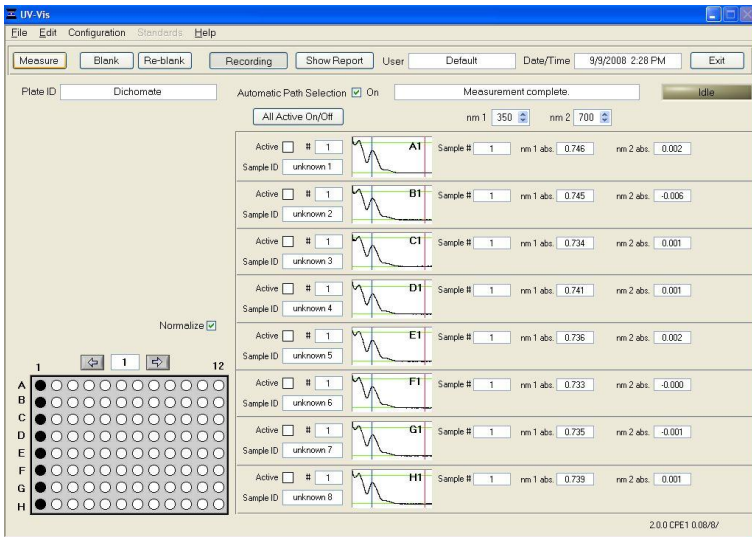 UV-Vis
File Edit Configuration Standards Help
Measure Blank Re-blank Recording Show Report User Default Date/Time 9/9/2008 2:28 PM Exit
Plate ID Dichomate Automatic Path Selection On Measurement complete. Idle
All Active On/Off nm 1 350 nm 2 700
Active # 1 A1 Sample # 1 nm 1 abs. 0.746 nm 2 abs. 0.002
Sample ID unknown 1
Active # 1 B1 Sample # 1 nm 1 abs. 0.745 nm 2 abs. -0.006
Sample ID unknown 2
Active # 1 C1 Sample # 1 nm 1 abs. 0.734 nm 2 abs. 0.001
Sample ID unknown 3
Active # 1 D1 Sample # 1 nm 1 abs. 0.741 nm 2 abs. 0.001
Sample ID unknown 4
Normalize
Active # 1 E1 Sample # 1 nm 1 abs. 0.736 nm 2 abs. 0.002
Sample ID unknown 5
1 1 12
Active # 1 F1 Sample # 1 nm 1 abs. 0.733 nm 2 abs. -0.000
Sample ID unknown 6
Active # 1 G1 Sample # 1 nm 1 abs. 0.735 nm 2 abs. -0.001
Sample ID unknown 7
Active # 1 H1 Sample # 1 nm 1 abs. 0.739 nm 2 abs. 0.001
Sample ID unknown 8
A
B
C
D
E
F
G
H
2.0.0 CPE1 0.08/8/